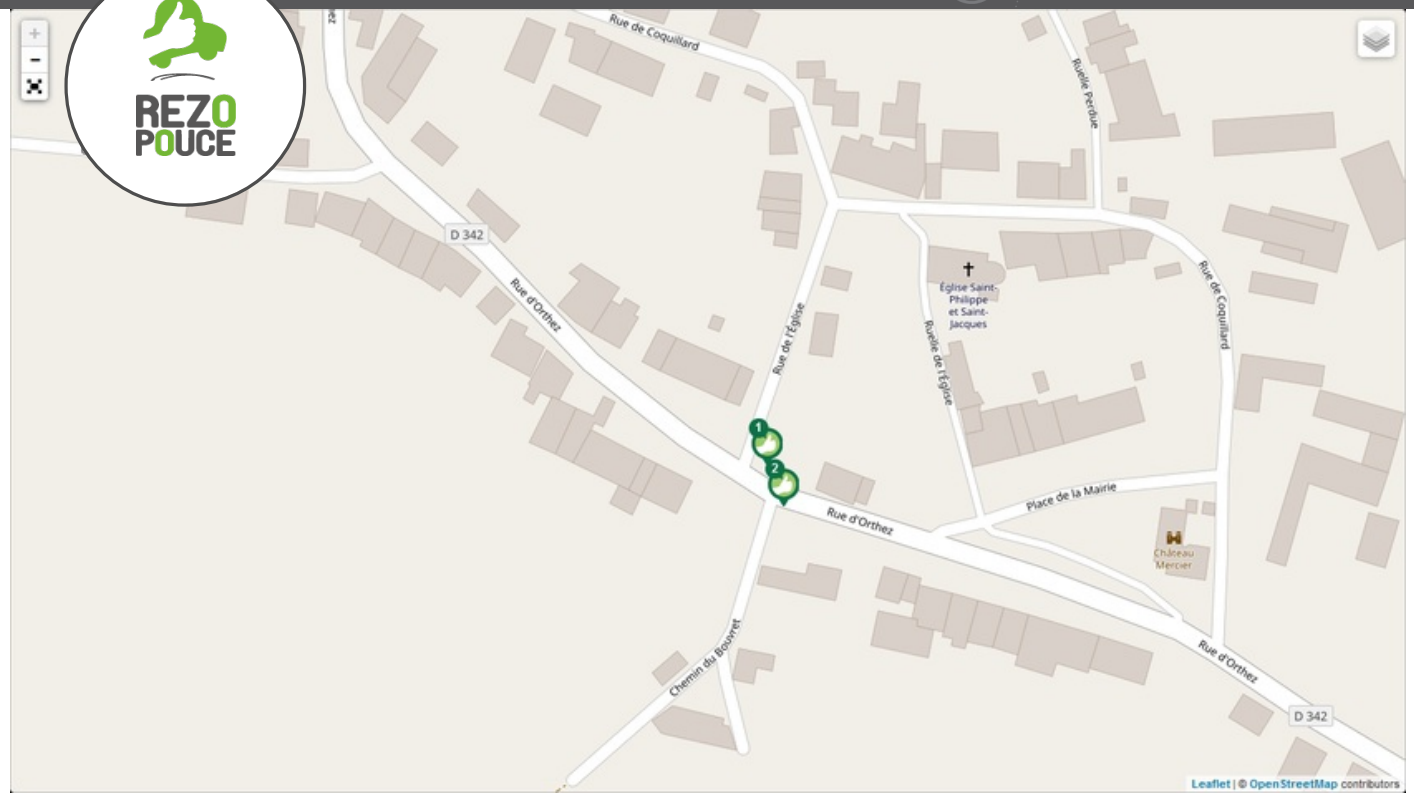 ez
Rue de Coquillard
+
-
REZO
POUCE
Ruelle Perdue
D 342
Rue d'Orthez
Église Saint-
Philippe
et Saint-
Jacques
Rue de Coquillard
Rue de l'Église
Ruelle de l'Église
1
2
Rue d'Orthez
Place de la Mairie
Château
Mercier
Chemin du Bouvret
Rue d'Orthez
D 342
Leaflet | © OpenStreetMap contributors